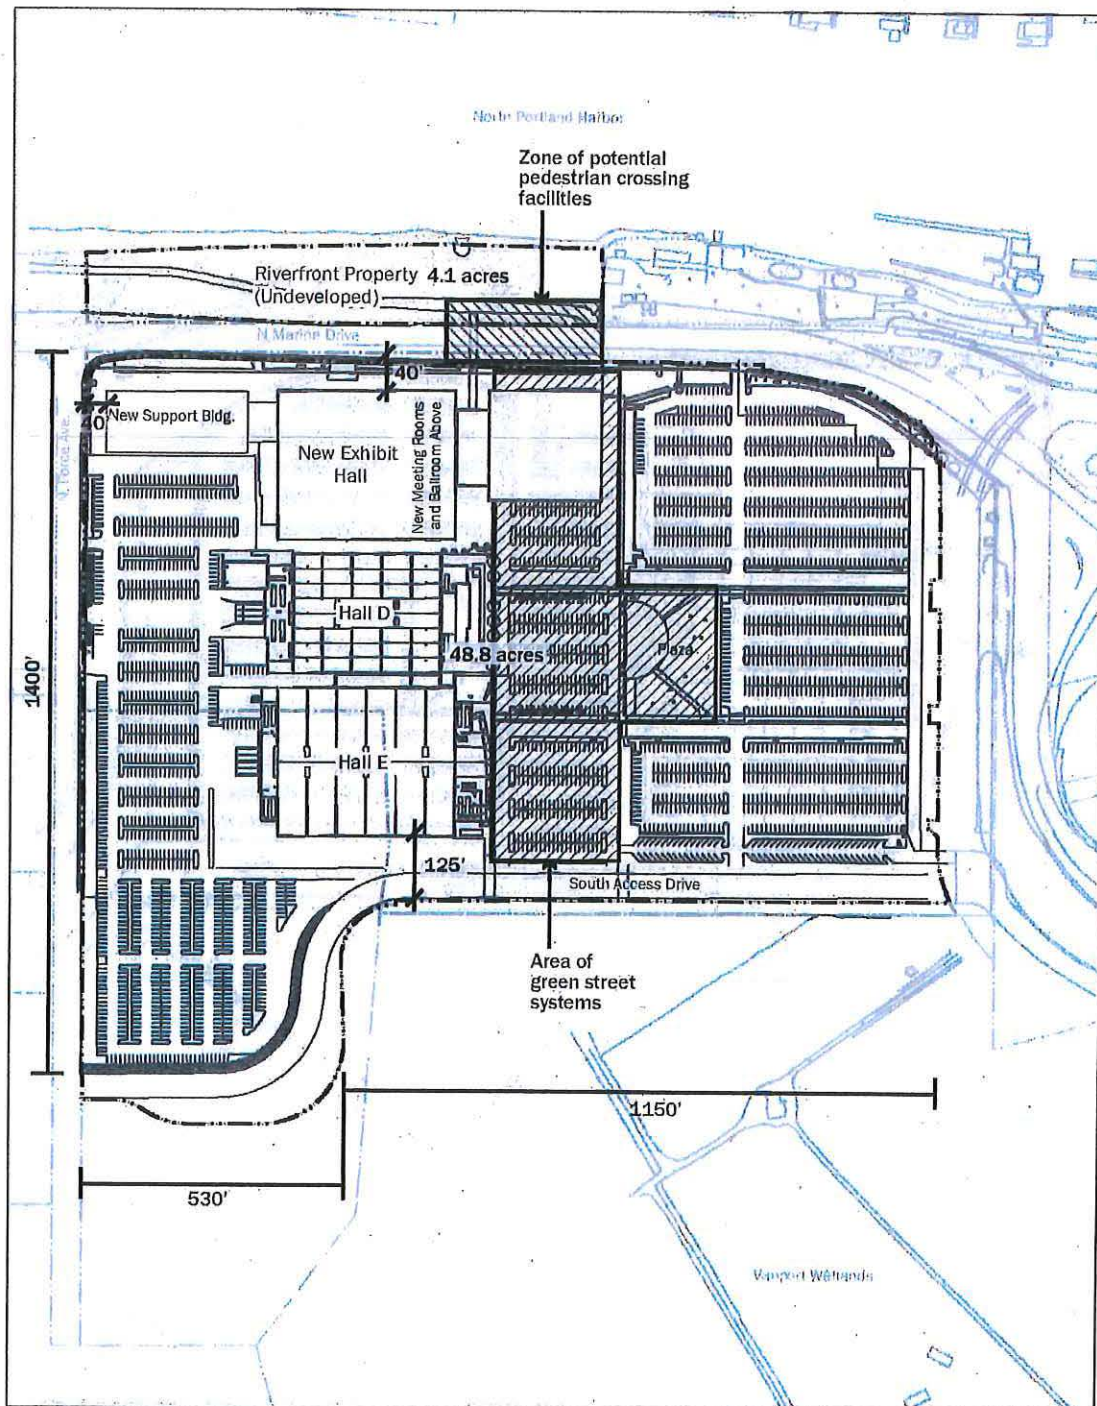 North Portland Harbor
Zone of potential
pedestrian crossing
facilities
Riverfront Property 4.1 acres
(Undeveloped)
N Marine Drive
40'
40'
New Support Bldg.
N Force Ave.
New Exhibit
Hall
New Meeting Rooms
and Ballroom Above
Hall D
48.8 acres
Plaza
1400'
Hall E
125'
South Access Drive
Area of
green street
systems
1150'
530'
Vanport Wetlands